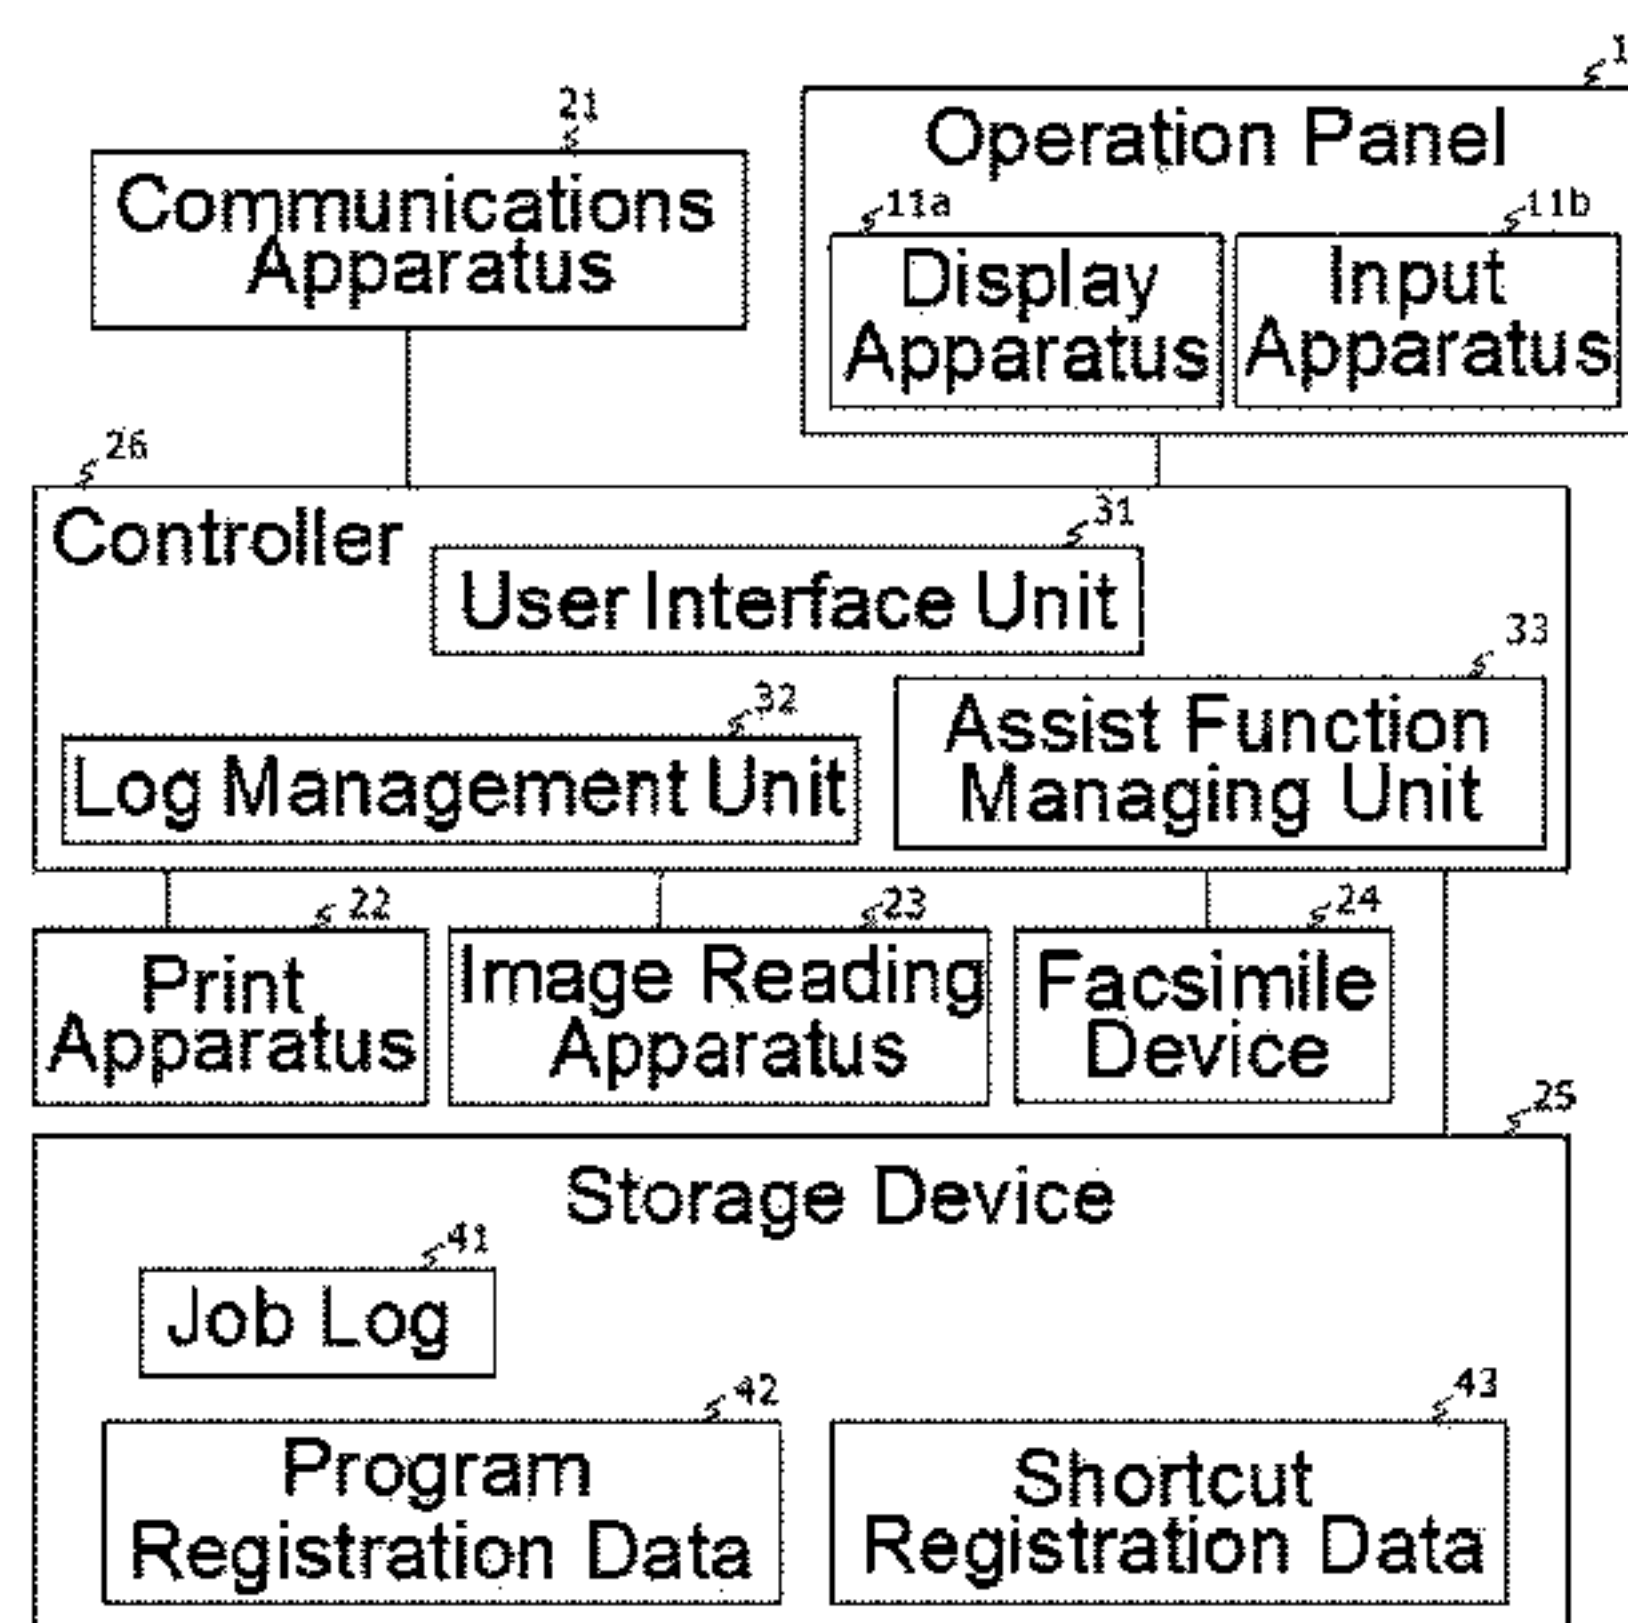 1
21
Operation Panel
Communications
Apparatus
11a
11b
Display
Apparatus
Input
Apparatus
26
Controller
31
User Interface Unit
33
32
Assist Function
Managing Unit
Log Management Unit
22
23
24
Print
Apparatus
Image Reading
Apparatus
Facsimile
Device
25
Storage Device
41
Job Log
42
43
Program
Registration Data
Shortcut
Registration Data